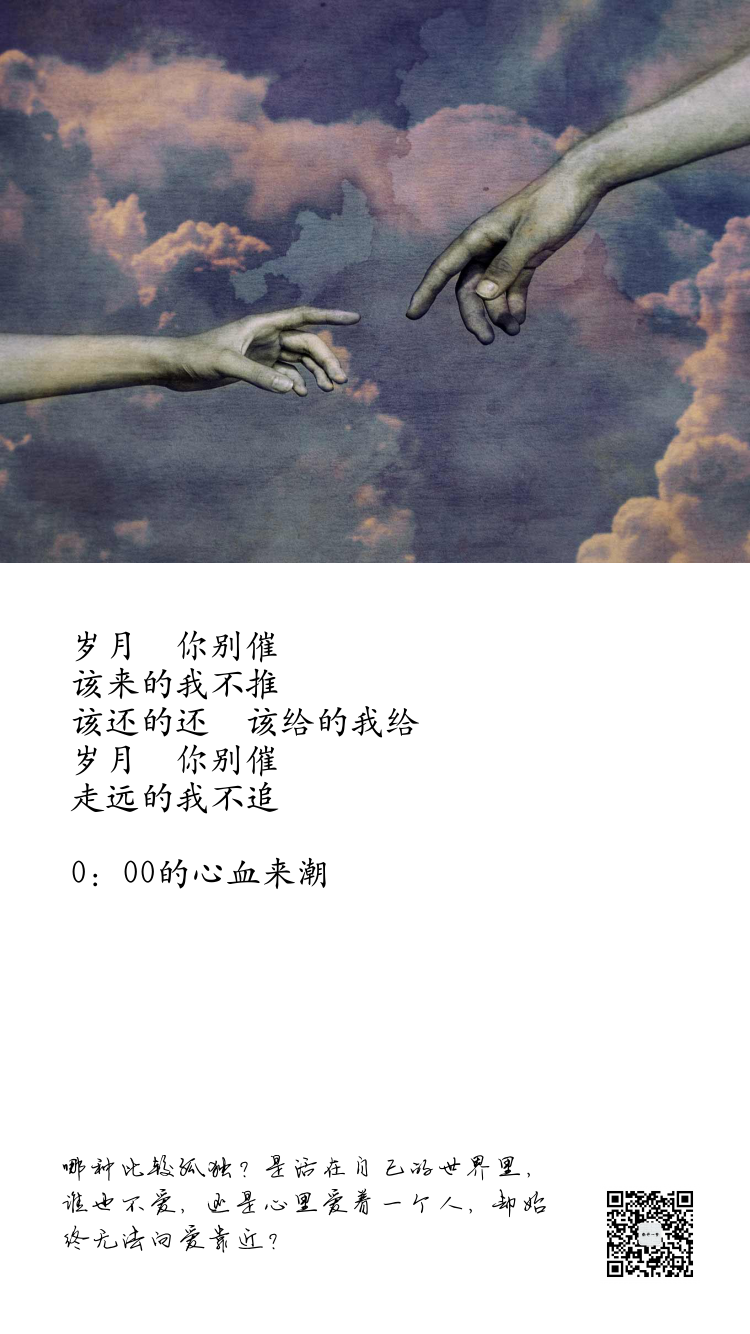 岁月　你别催
该来的我不推
该还的还　该给的我给
岁月　你别催
走远的我不追
0：00的心血来潮
哪种比较孤独？是活在自己的世界里，
谁也不爱，还是心里爱着一个人，却始
终无法向爱靠近？